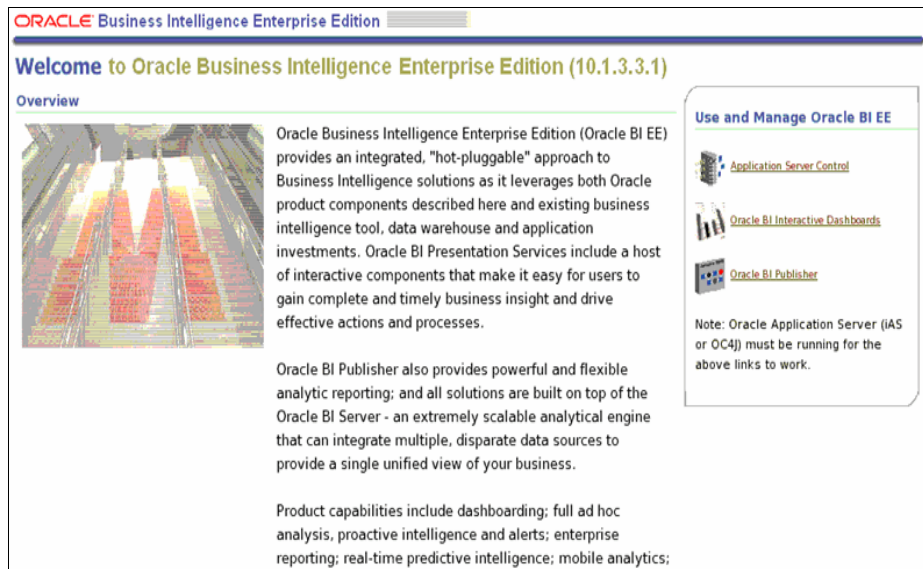 ORACLE Business Intelligence Enterprise Edition
Welcome to Oracle Business Intelligence Enterprise Edition (10.1.3.3.1)
Overview
Oracle Business Intelligence Enterprise Edition (Oracle BI EE)
provides an integrated, "hot-pluggable" approach to
Business Intelligence solutions as it leverages both Oracle
product components described here and existing business
intelligence tool, data warehouse and application
investments. Oracle BI Presentation Services include a host
of interactive components that make it easy for users to
gain complete and timely business insight and drive
effective actions and processes.
Oracle BI Publisher also provides powerful and flexible
analytic reporting; and all solutions are built on top of the
Oracle BI Server - an extremely scalable analytical engine
that can integrate multiple, disparate data sources to
provide a single unified view of your business.
Product capabilities include dashboarding; full ad hoc
analysis, proactive intelligence and alerts; enterprise
reporting; real-time predictive intelligence; mobile analytics;
Use and Manage Oracle BI EE
Application Server Control
Oracle BI Interactive Dashboards
Oracle BI Publisher
Note: Oracle Application Server (iAS
or OC4J) must be running for the
above links to work.